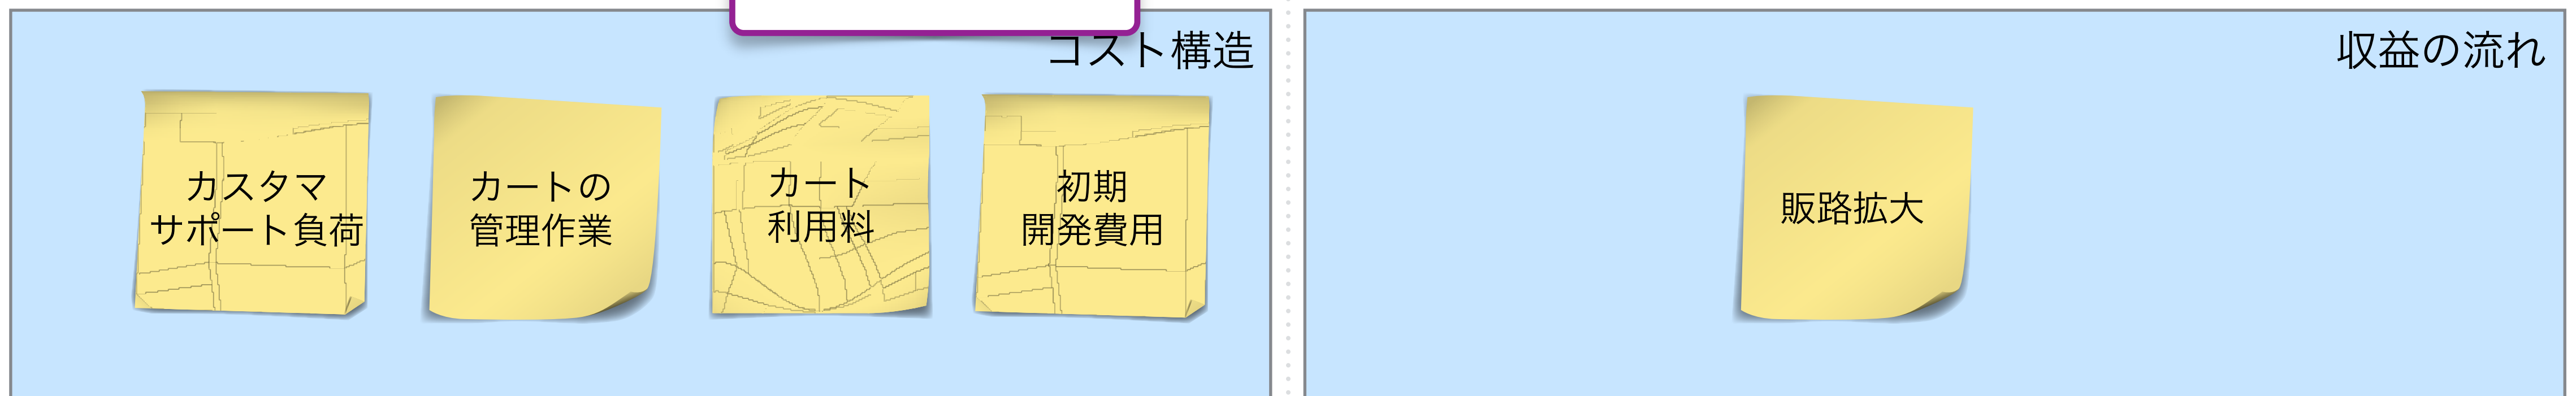 コスト構造
カスタマ
サポート負荷
カートの
管理作業
カート
利用料
初期
開発費用
収益の流れ
販路拡大